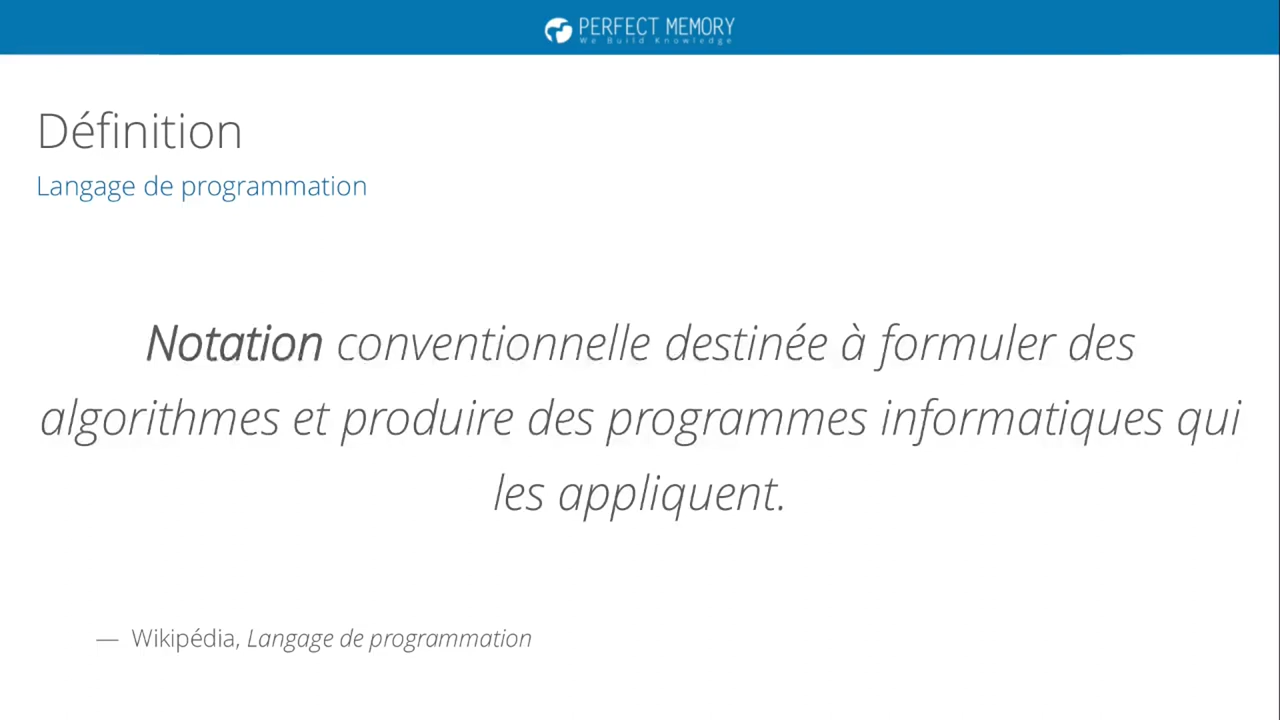 PERFECT MEMORY
We Build Knowledge
Définition
Langage de programmation
Notation conventionnelle destinée à formuler des
algorithmes et produire des programmes informatiques qui
les appliquent.
— Wikipédia, Langage de programmation